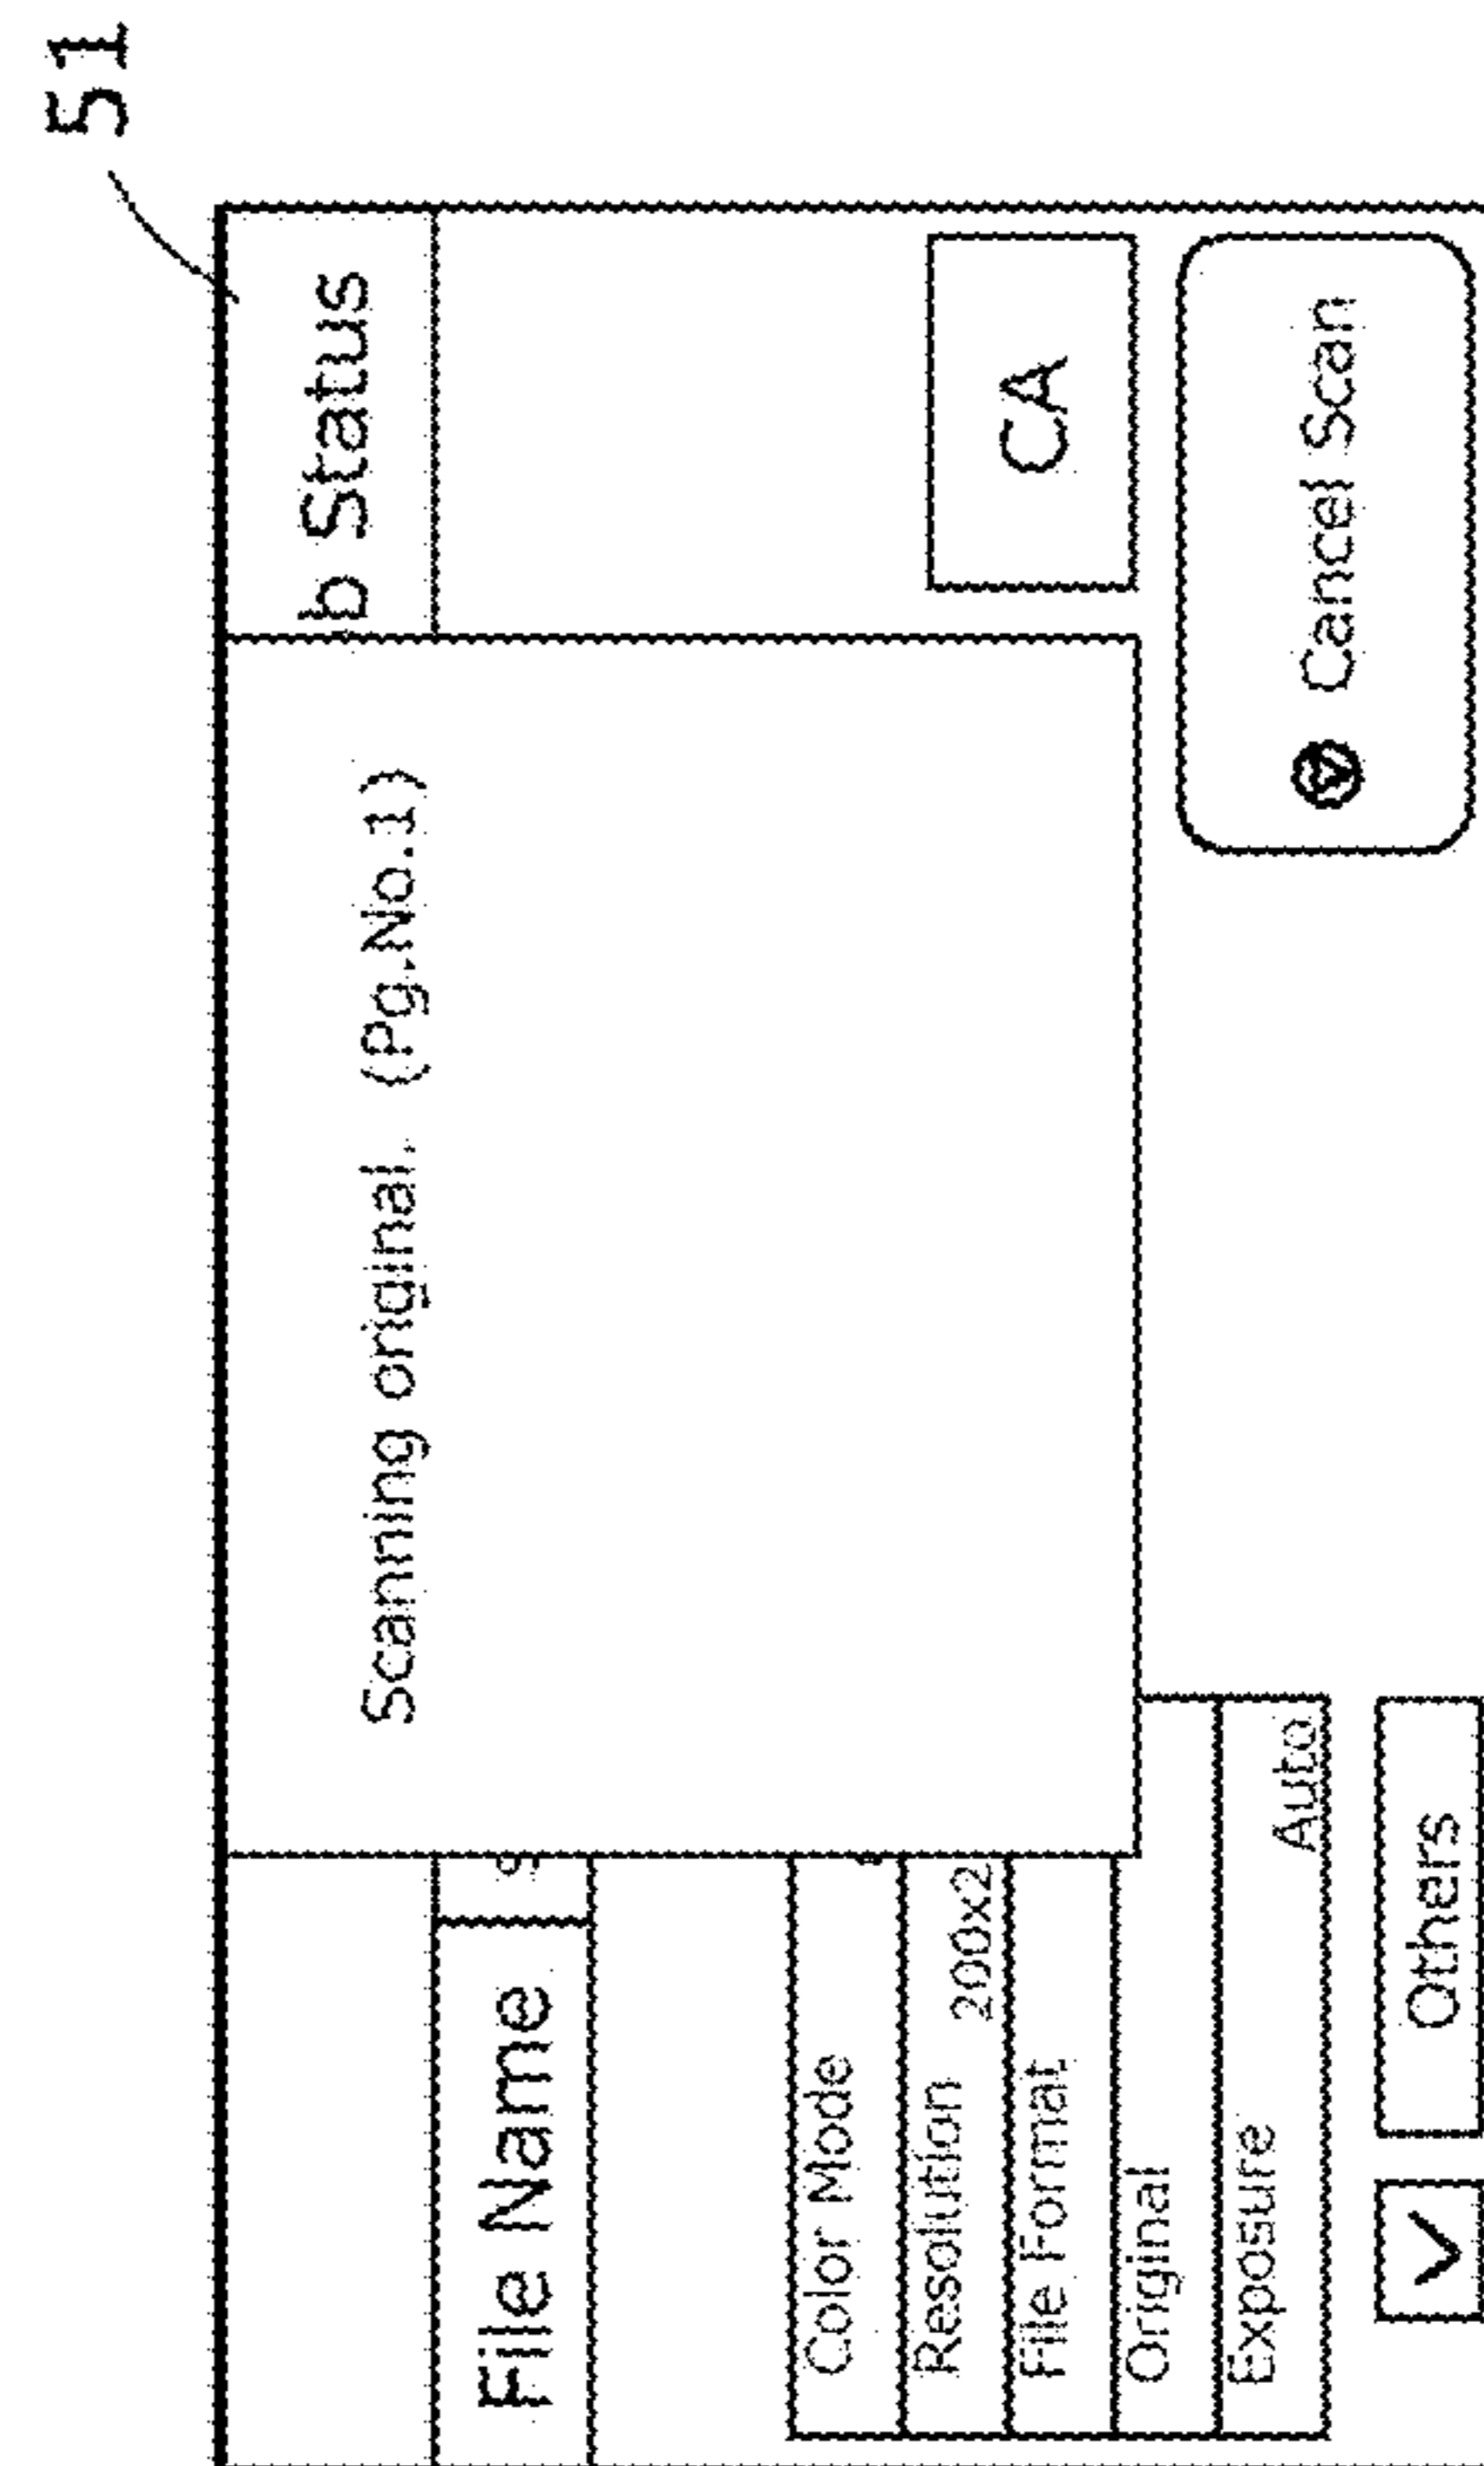 51
b Status
Scanning original. (Pg.No.1)
File Name
CA
Color Mode
Resolution 200x2
File Format
Original
Exposure Auto
Cancel Scan
Others